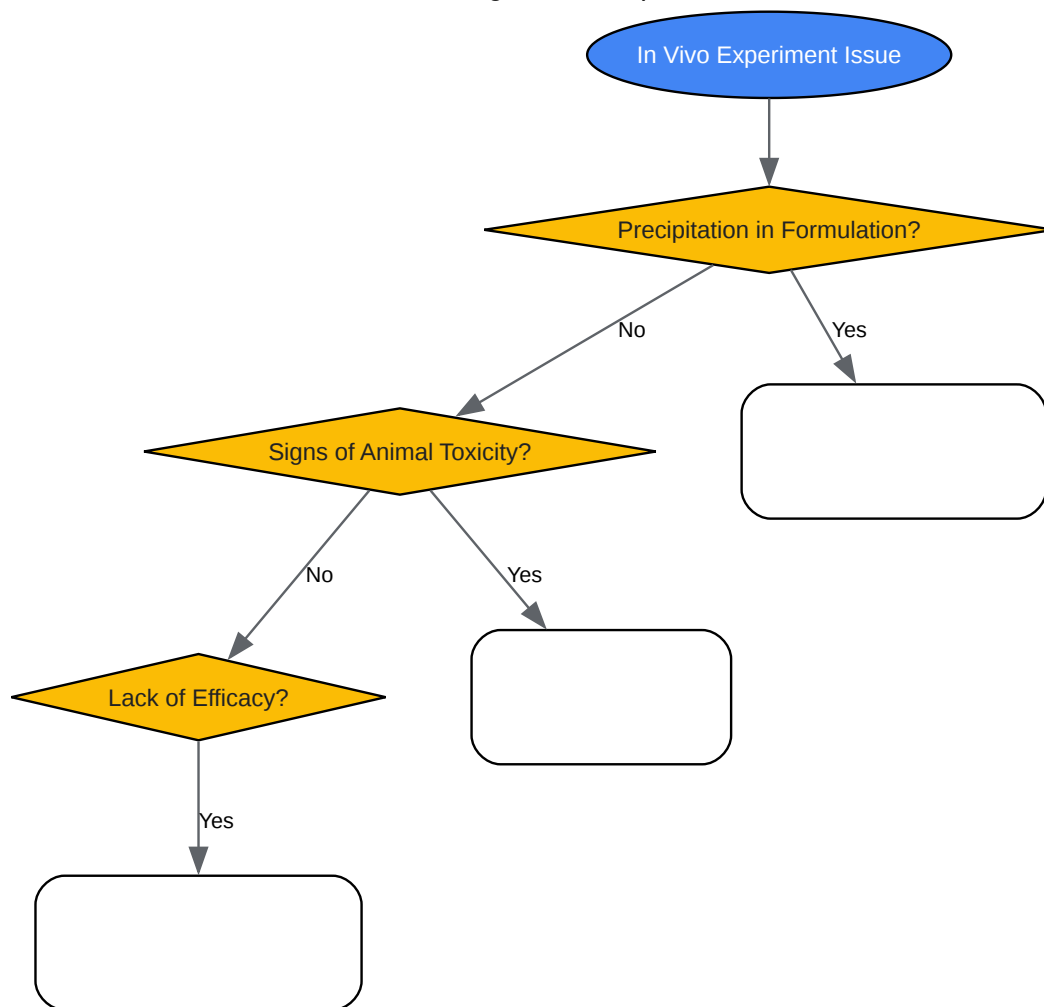 In Vivo Experiment Issue
Precipitation in Formulation?
No
Yes
Signs of Animal Toxicity?
No
Yes
Lack of Efficacy?
Yes